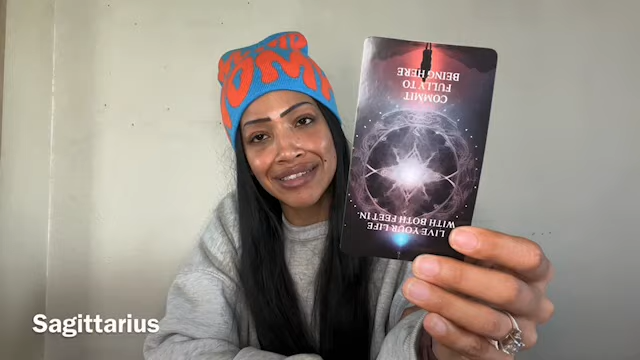 COMMIT
FULLY TO
BEING HERE
LIVE YOUR LIFE
WITH BOTH FEET IN.
Sagittarius